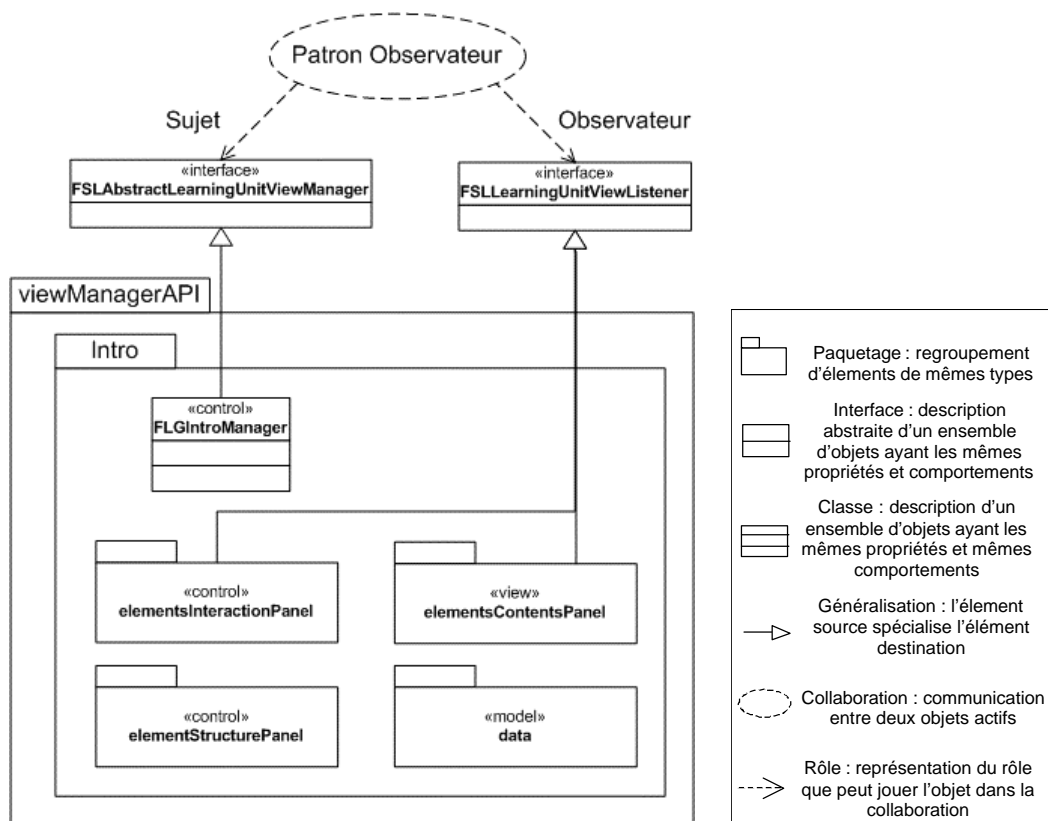 Patron Observateur
Sujet
Observateur
«interface»
FSLAbstractLearningUnitViewManager
«interface»
FSLLearningUnitViewListener
viewManagerAPI
Intro
«control»
FLGIntroManager
«control»
elementsInteractionPanel
«view»
elementsContentsPanel
«control»
elementStructurePanel
«model»
data
Paquetage : regroupement
d'élements de mêmes types
Interface : description
abstraite d'un ensemble
d'objets ayant les mêmes
propriétés et comportements
Classe : description d'un
ensemble d'objets ayant les
mêmes propriétés et mêmes
comportements
Généralisation : l'élement
source spécialise l'élément
destination
Collaboration : communication
entre deux objets actifs
Rôle : représentation du rôle
que peut jouer l'objet dans la
collaboration